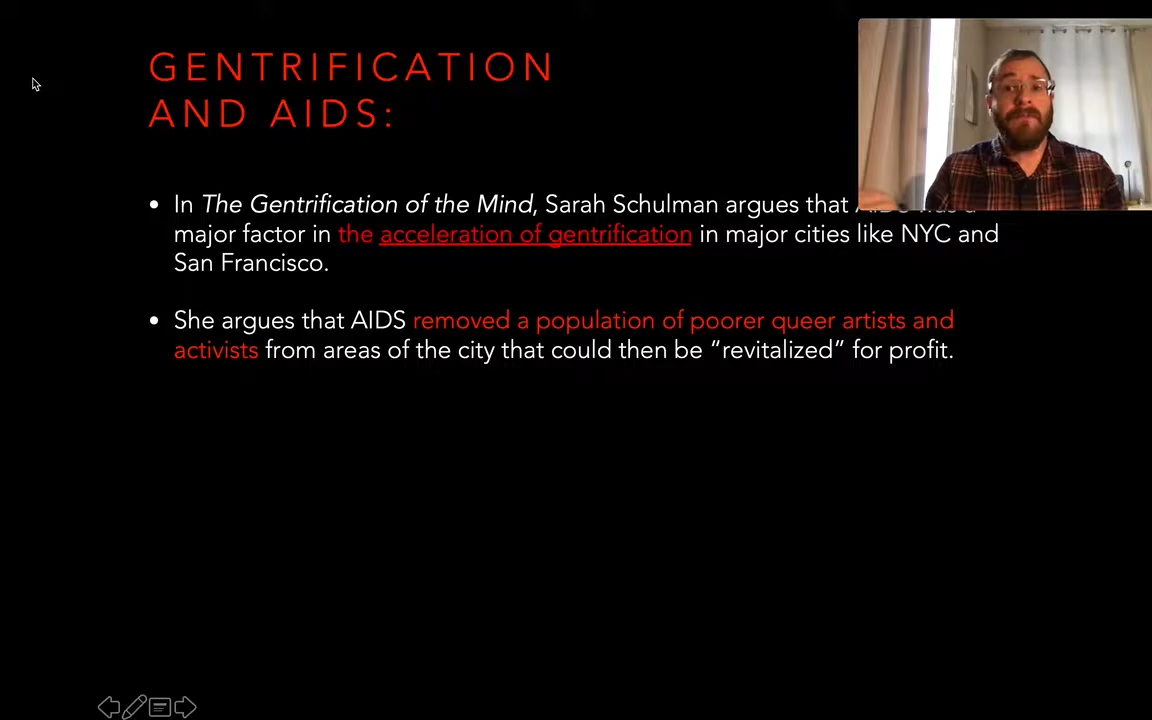 GENTRIFICATION
AND AIDS:
• In The Gentrification of the Mind, Sarah Schulman argues that
major factor in the acceleration of gentrification in major cities like NYC and
San Francisco.
• She argues that AIDS removed a population of poorer queer artists and
activists from areas of the city that could then be “revitalized” for profit.